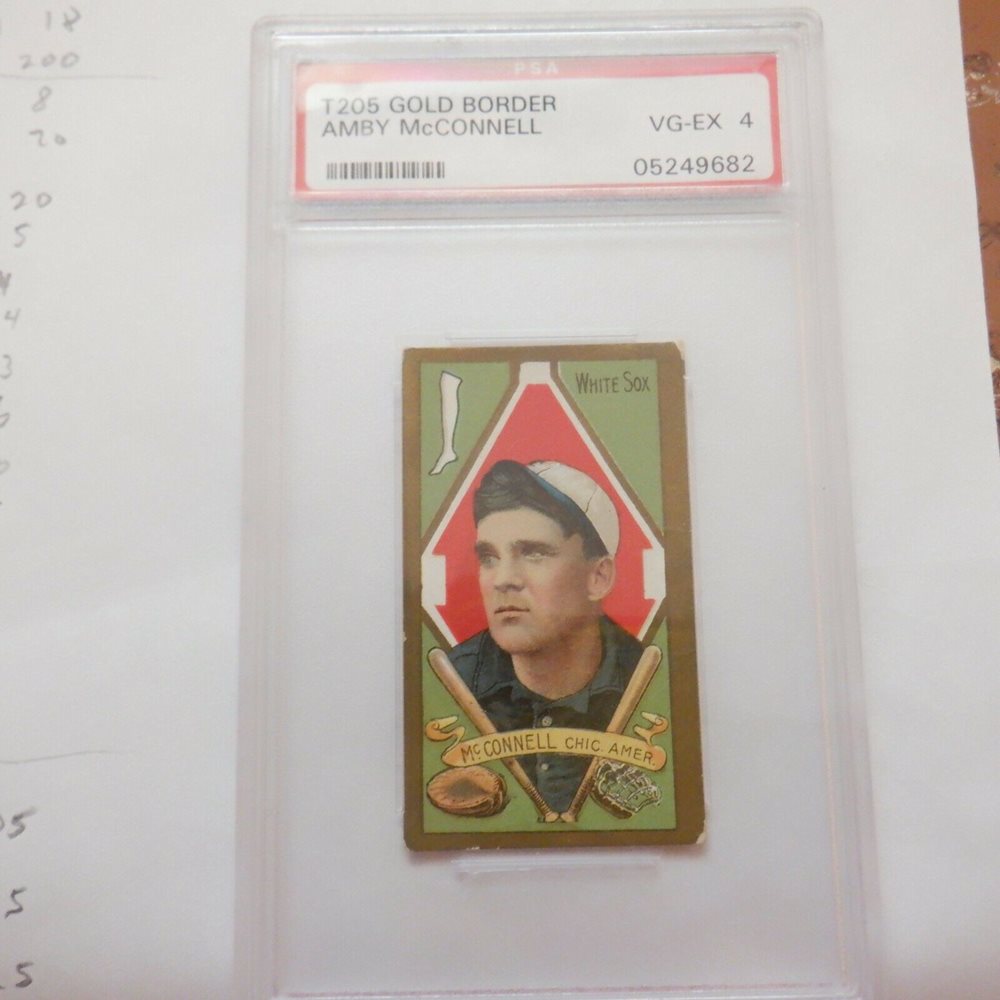 18
200
8
20
20
5
4
3
5
5
PSA
T205 GOLD BORDER
AMBY McCONNELL
VG-EX 4
05249682
WHITE SOX
McCONNELL CHIC. AMER.